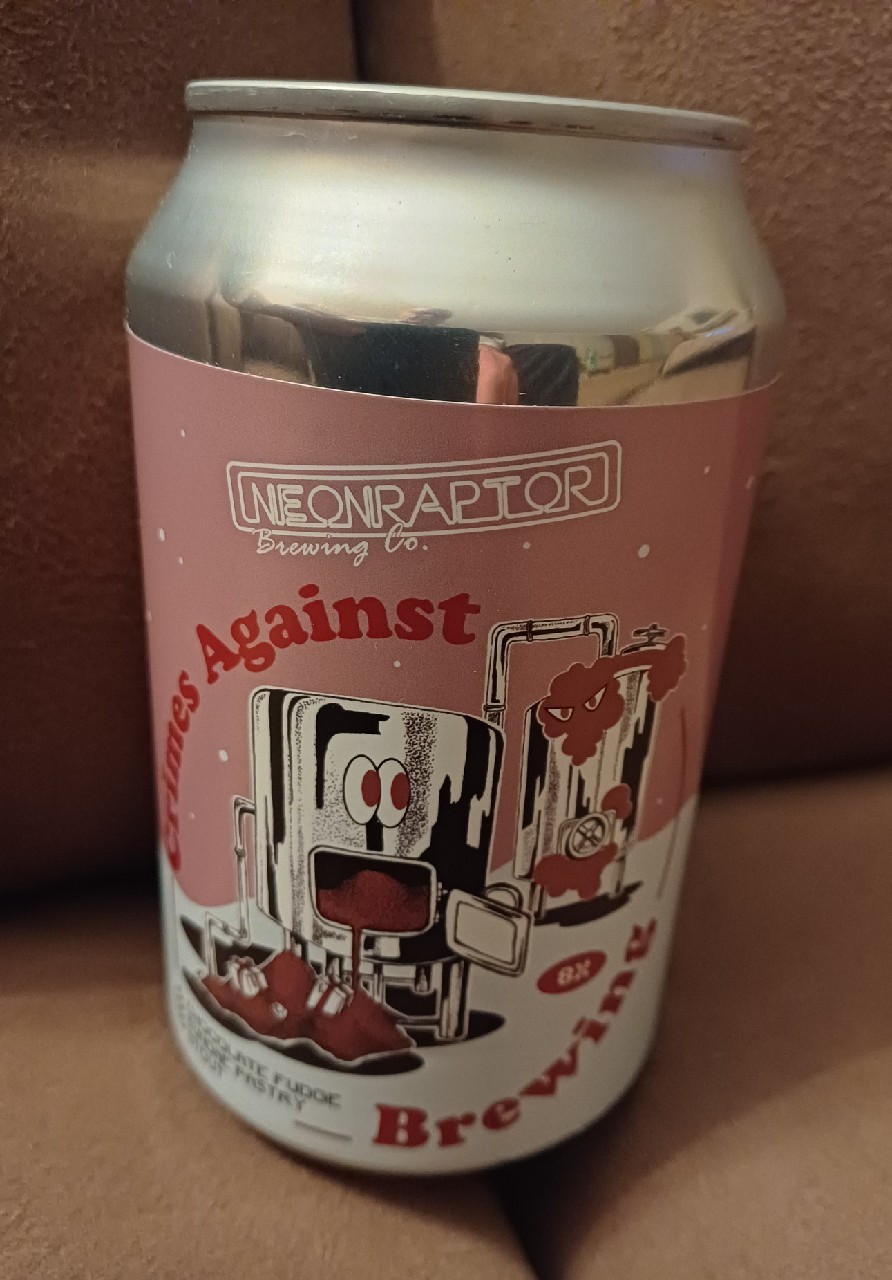 NEONRAPTOR
Brewing Co.
Crimes Against
8%
Brewing
CHOCOLATE FUDGE
STOUT PASTRY